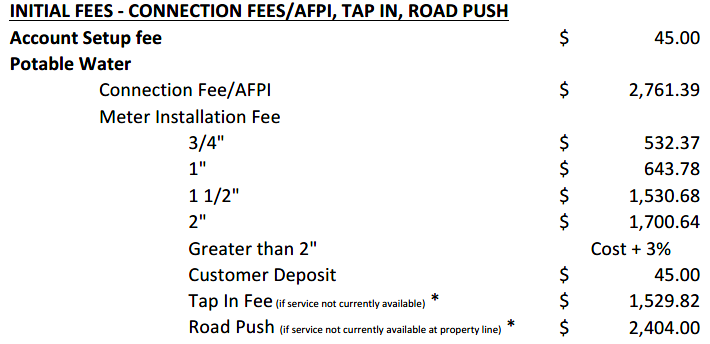 INITIAL FEES - CONNECTION FEES/AFPI, TAP IN, ROAD PUSH
Account Setup fee $ 45.00
Potable Water
Connection Fee/AFPI $ 2,761.39
Meter Installation Fee
3/4" $ 532.37
1" $ 643.78
1 1/2" $ 1,530.68
2" $ 1,700.64
Greater than 2" Cost + 3%
Customer Deposit $ 45.00
Tap In Fee (if service not currently available) * $ 1,529.82
Road Push (if service not currently available at property line) * $ 2,404.00